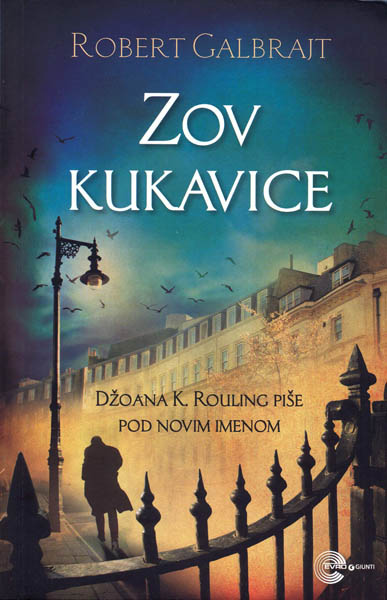 ROBERT GALBRAJT
ZOV
KUKAVICE
DŽOANA K. ROULING PIŠE
POD NOVIM IMENOM
EVRO GIUNTI